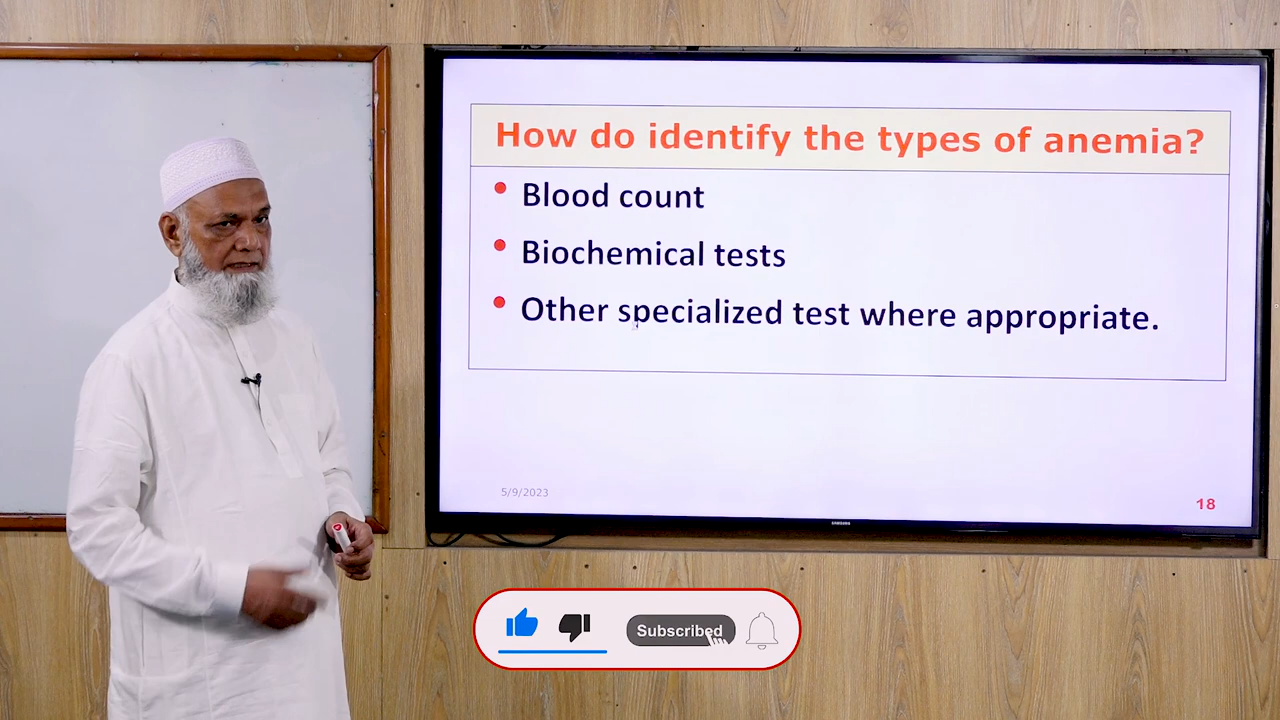 How do identify the types of anemia?
Blood count
Biochemical tests
Other specialized test where appropriate.
5/9/2023
18
SAMSUNG
Subscribed